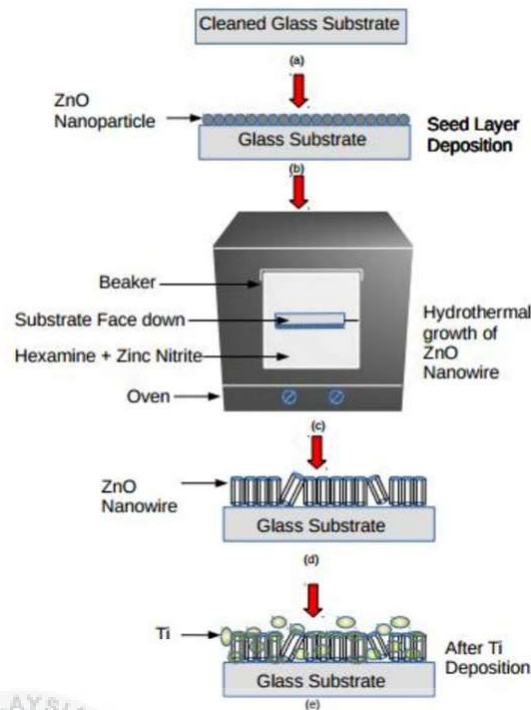 Cleaned Glass Substrate
(a)
ZnO
Nanoparticle
Glass Substrate
Seed Layer
Deposition
(b)
Beaker
Substrate Face down
Hexamine + Zinc Nitrite
Oven
Hydrothermal
growth of
ZnO
Nanowire
(c)
ZnO
Nanowire
Glass Substrate
(d)
Ti
After Ti
Deposition
Glass Substrate
(e)